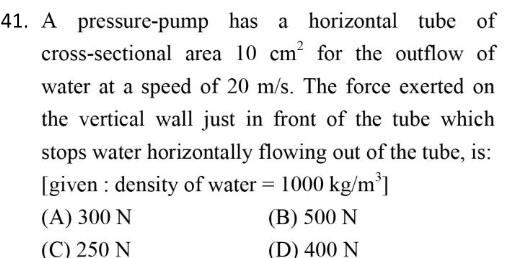 41. A pressure-pump has a horizontal tube of
cross-sectional area 10 cm² for the outflow of
water at a speed of 20 m/s. The force exerted on
the vertical wall just in front of the tube which
stops water horizontally flowing out of the tube, is:
[given : density of water = 1000 kg/m³]
(A) 300 N (B) 500 N
(C) 250 N (D) 400 N